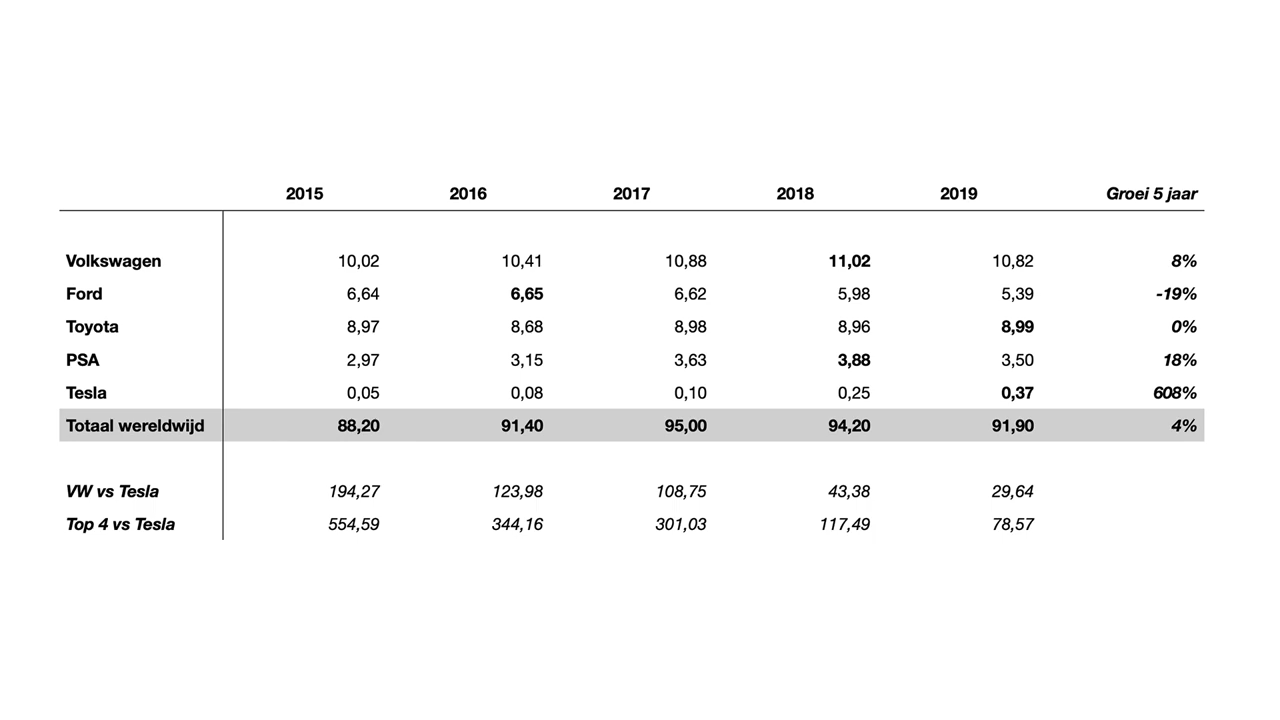 2015 2016 2017 2018 2019 Groei 5 jaar
Volkswagen 10,02 10,41 10,88 11,02 10,82 8%
Ford 6,64 6,65 6,62 5,98 5,39 -19%
Toyota 8,97 8,68 8,98 8,96 8,99 0%
PSA 2,97 3,15 3,63 3,88 3,50 18%
Tesla 0,05 0,08 0,10 0,25 0,37 608%
Totaal wereldwijd 88,20 91,40 95,00 94,20 91,90 4%
VW vs Tesla 194,27 123,98 108,75 43,38 29,64
Top 4 vs Tesla 554,59 344,16 301,03 117,49 78,57